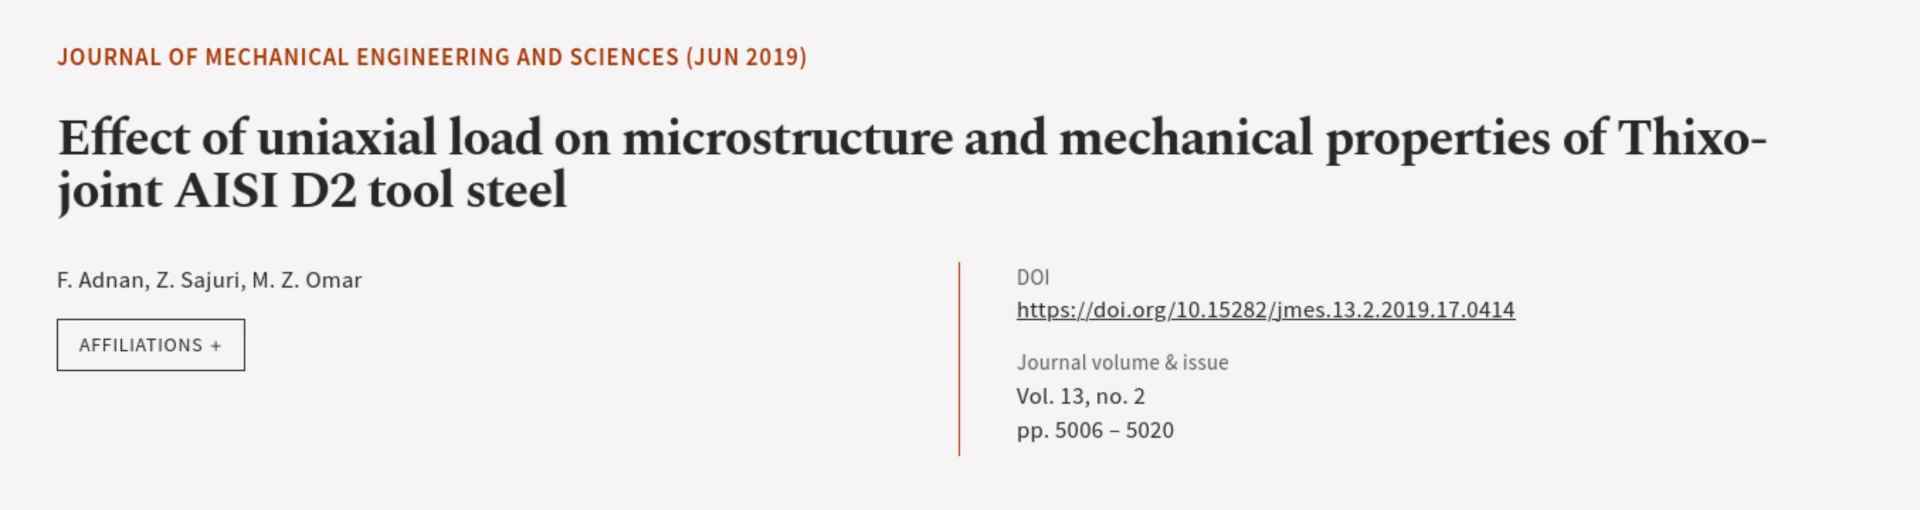 JOURNAL OF MECHANICAL ENGINEERING AND SCIENCES (JUN 2019)
Effect of uniaxial load on microstructure and mechanical properties of Thixo-
joint AISI D2 tool steel
F. Adnan, Z. Sajuri, M. Z. Omar
AFFILIATIONS +
DOI
https://doi.org/10.15282/jmes.13.2.2019.17.0414
Journal volume & issue
Vol. 13, no. 2
pp. 5006 – 5020